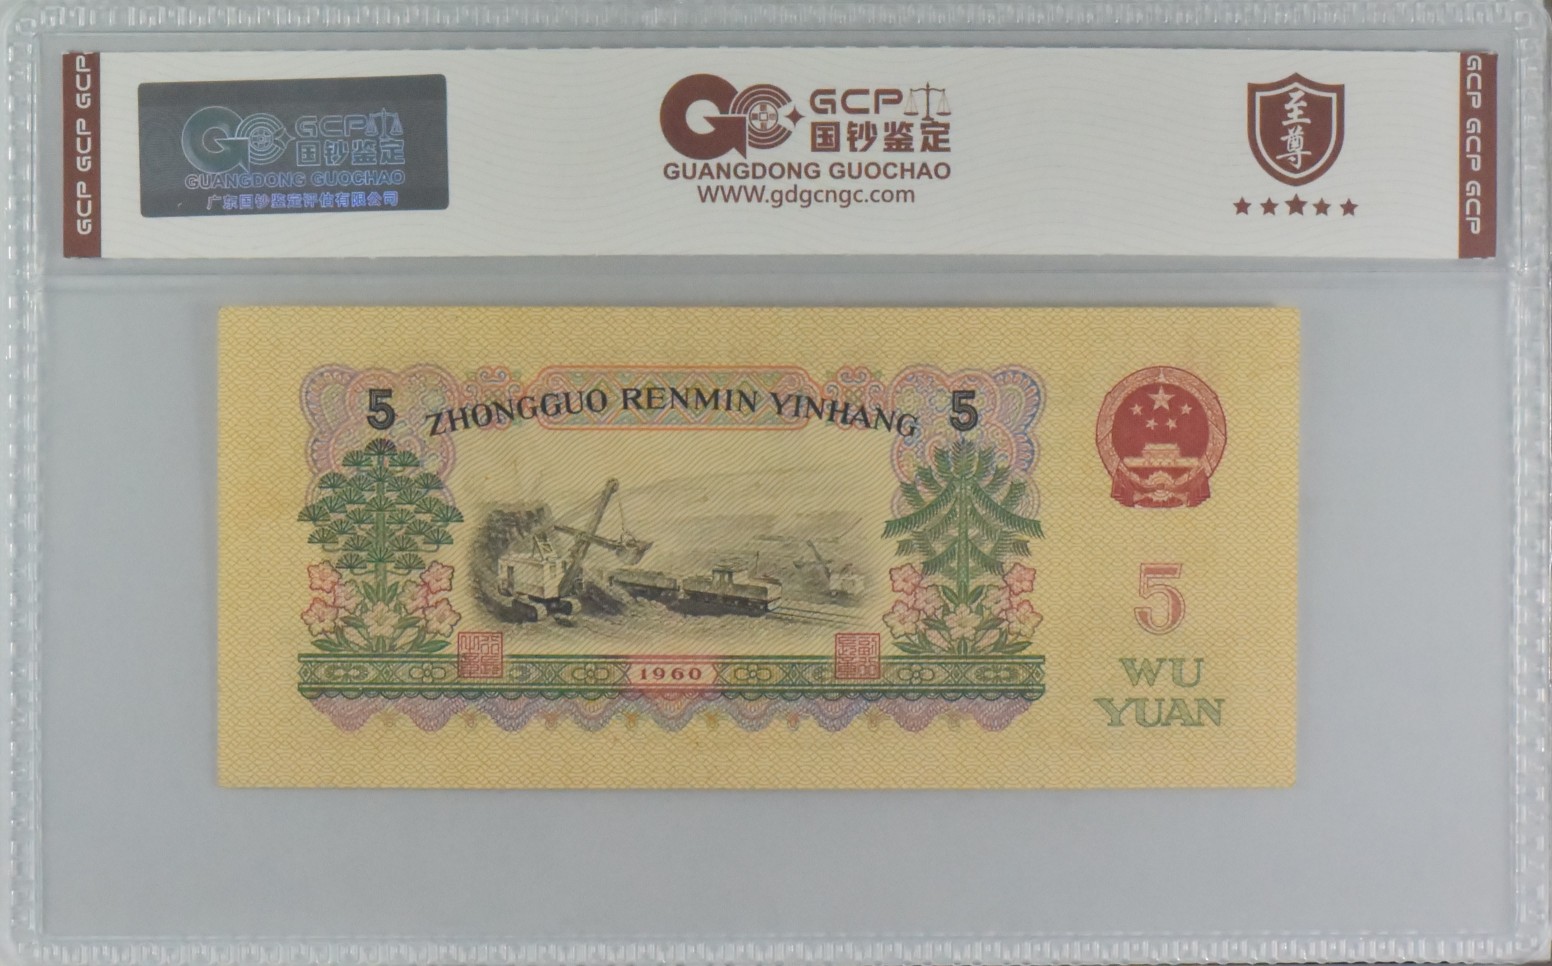 GCP GCP GCP
GCP
国钞鉴定
GUANGDONG GUOCHAO
广东国钞鉴定评估有限公司
GCP
国钞鉴定
GUANGDONG GUOCHAO
WWW.gdgcngc.com
至尊
GCP GCP GCP
5 ZHONGGUO RENMIN YINHANG 5
5
1960
WU
YUAN